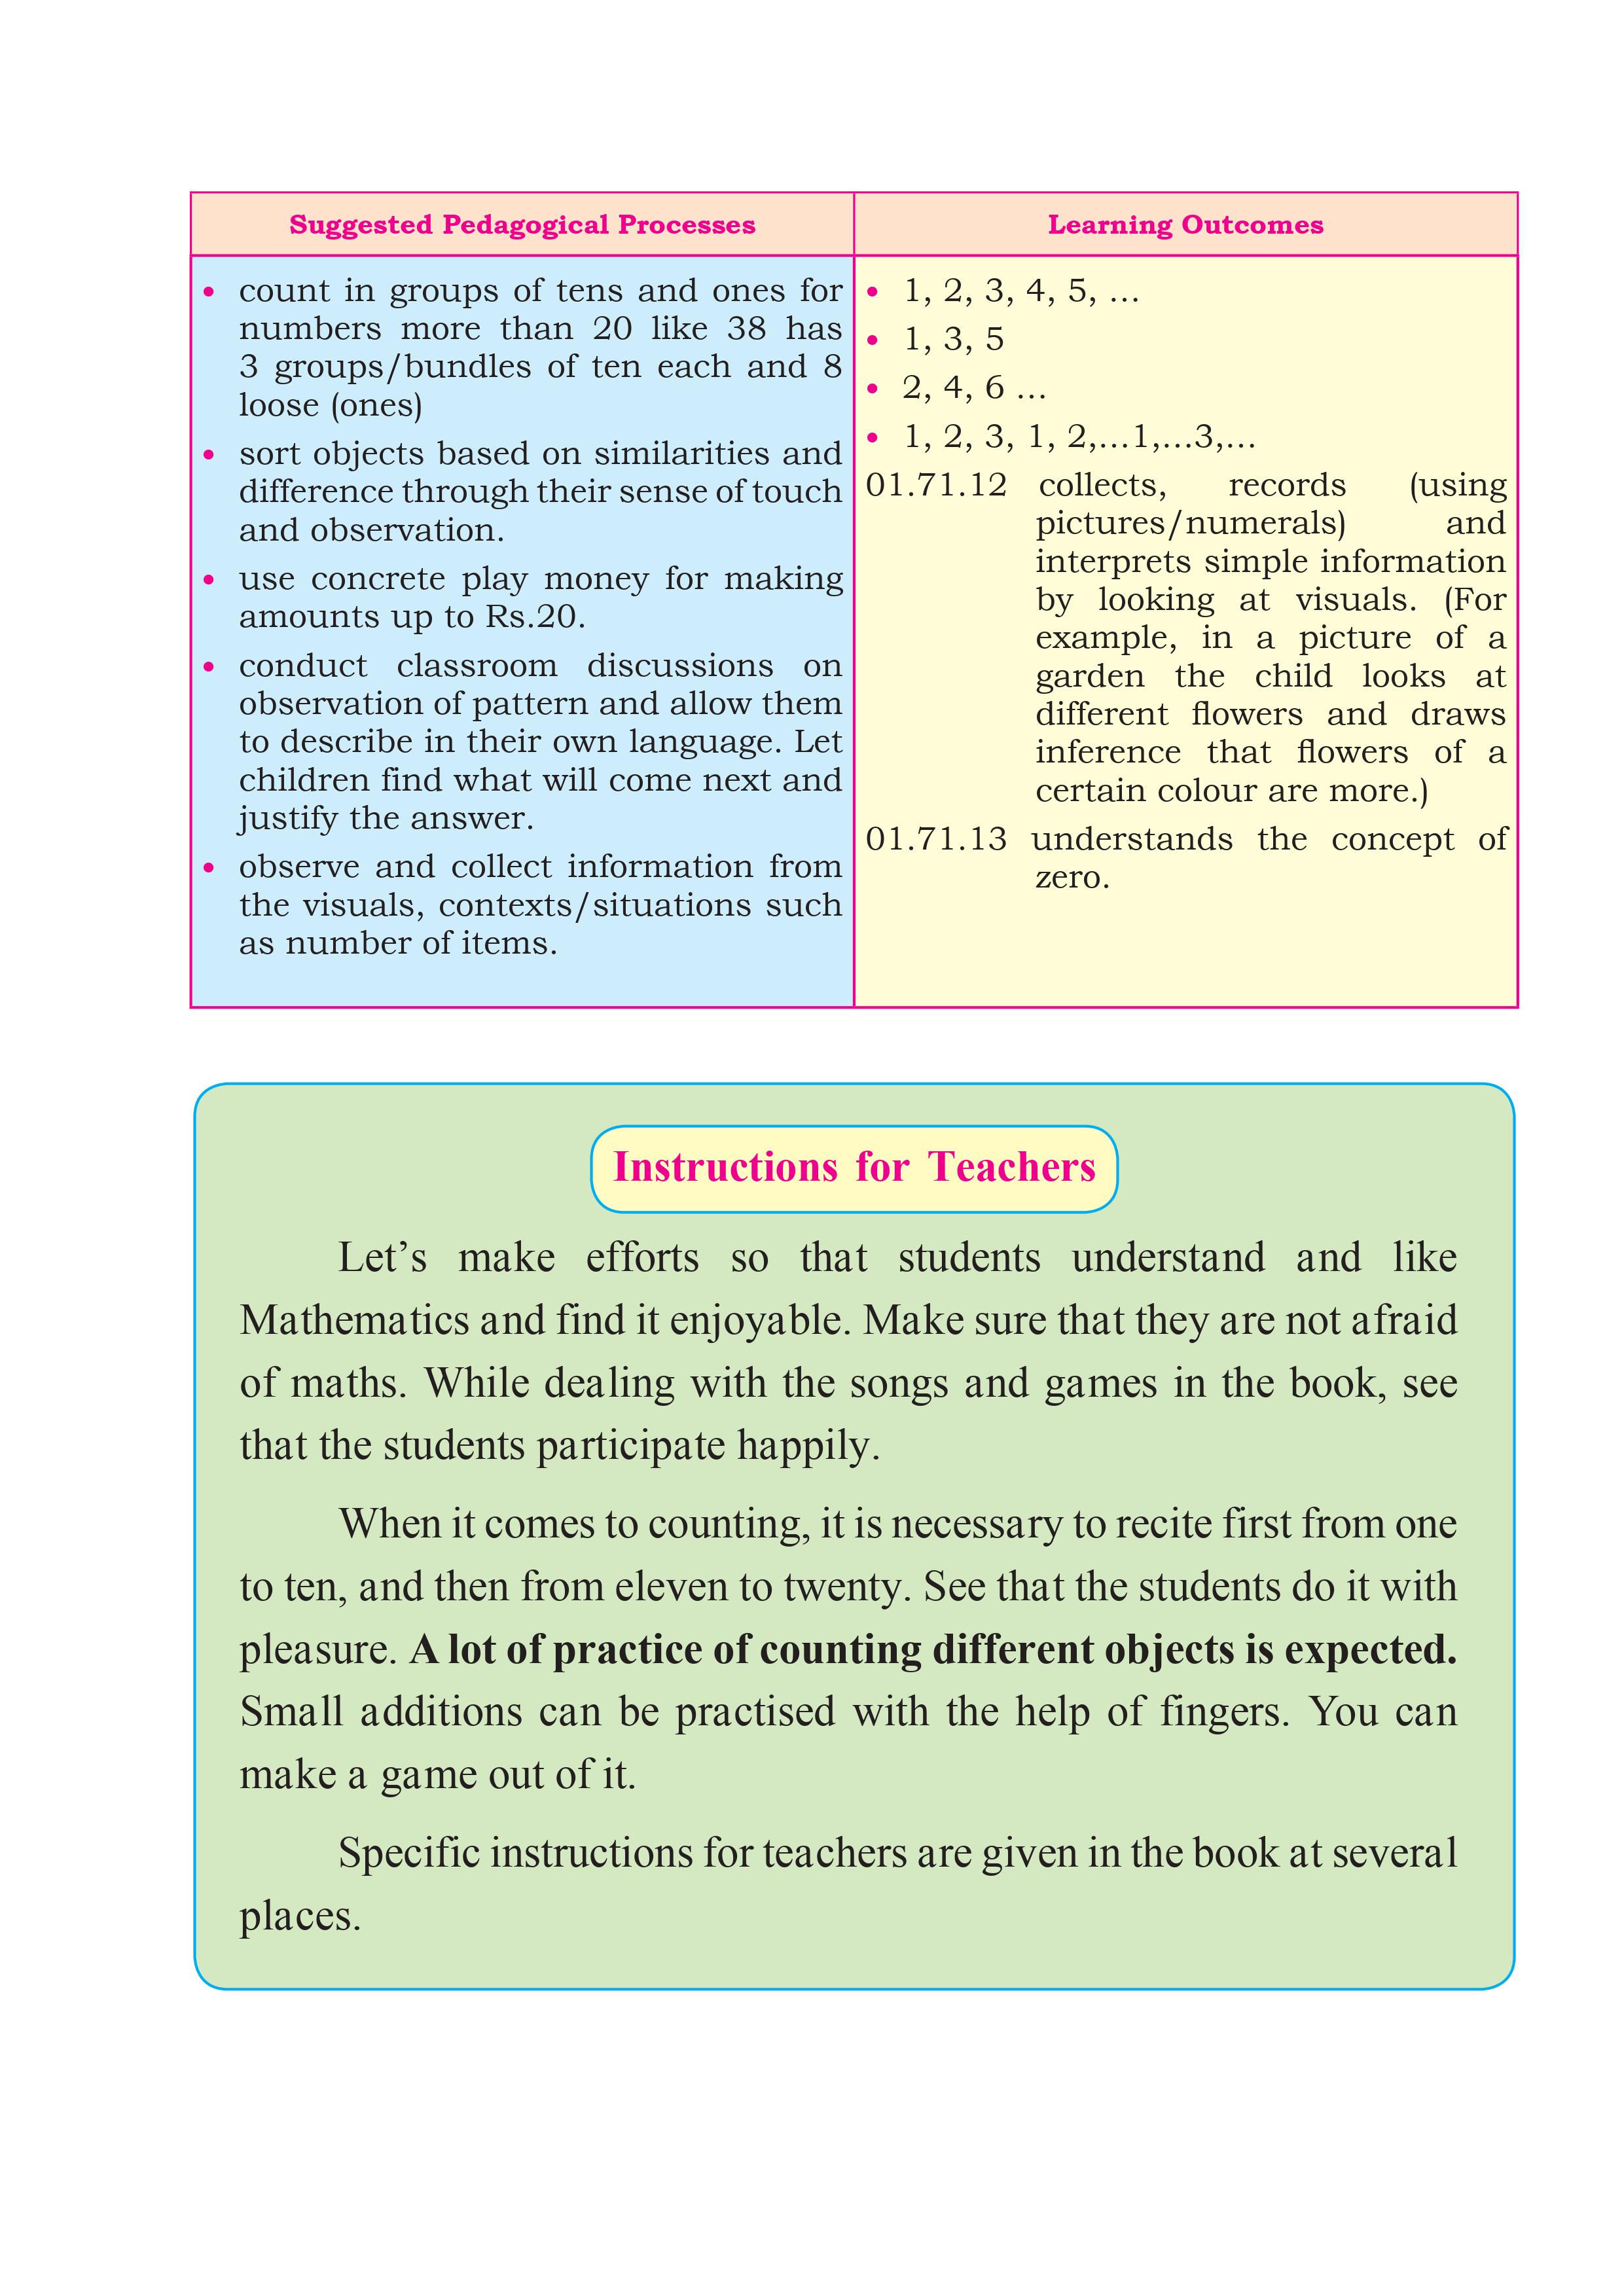 Suggested Pedagogical Processes
Learning Outcomes
• count in groups of tens and ones for
numbers more than 20 like 38 has
3 groups/bundles of ten each and 8
loose (ones)
• sort objects based on similarities and
difference through their sense of touch
and observation.
• use concrete play money for making
amounts up to Rs.20.
• conduct classroom discussions on
observation of pattern and allow them
to describe in their own language. Let
children find what will come next and
justify the answer.
• observe and collect information from
the visuals, contexts/situations such
as number of items.
• 1, 2, 3, 4, 5, ...
• 1, 3, 5
• 2, 4, 6 ...
• 1, 2, 3, 1, 2,...1,...3,...
01.71.12 collects, records (using
pictures/numerals) and
interprets simple information
by looking at visuals. (For
example, in a picture of a
garden the child looks at
different flowers and draws
inference that flowers of a
certain colour are more.)
01.71.13 understands the concept of
zero.
Instructions for Teachers
Let’s make efforts so that students understand and like
Mathematics and find it enjoyable. Make sure that they are not afraid
of maths. While dealing with the songs and games in the book, see
that the students participate happily.
When it comes to counting, it is necessary to recite first from one
to ten, and then from eleven to twenty. See that the students do it with
pleasure. A lot of practice of counting different objects is expected.
Small additions can be practised with the help of fingers. You can
make a game out of it.
Specific instructions for teachers are given in the book at several
places.